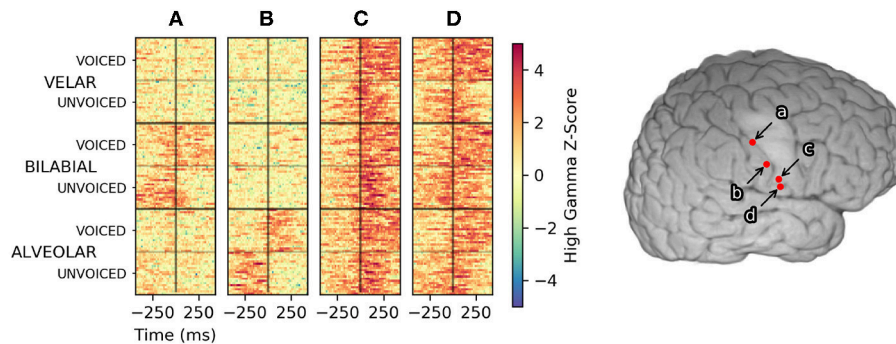 A B C D
VOICED
VELAR
UNVOICED
VOICED
BILABIAL
UNVOICED
VOICED
ALVEOLAR
UNVOICED
−250 250 −250 250 −250 250 −250 250
Time (ms)
4
2
0
−2
−4
High Gamma Z-Score
a
c
b
d